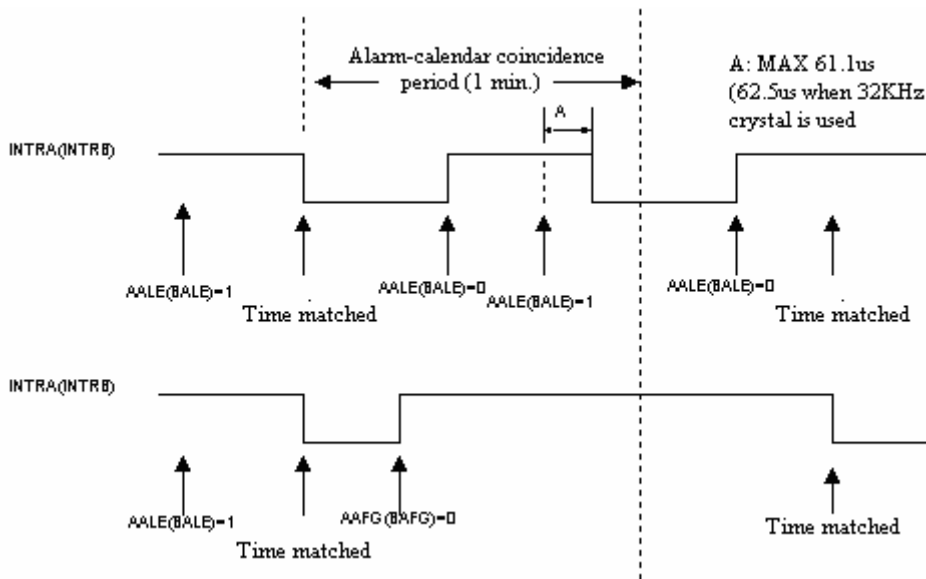 Alarm-calendar coincidence
period (1 min.)
A: MAX 61.1us
(62.5us when 32KHz
crystal is used
A
INTRA(INTRB)
AALE(BALE)=1
Time matched
AALE(BALE)=0
AALE(BALE)=1
AALE(BALE)=0
Time matched
INTRA(INTRB)
AALE(BALE)=1
Time matched
AAFG(BAFG)=0
Time matched